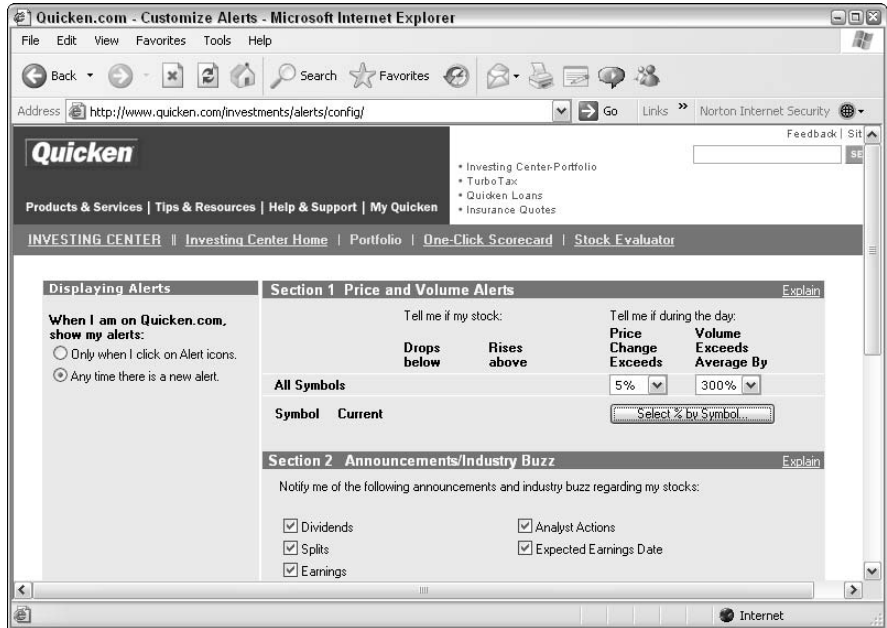 Quicken.com - Customize Alerts - Microsoft Internet Explorer
File Edit View Favorites Tools Help
Back Search Favorites
Address http://www.quicken.com/investments/alerts/config/ Go Links » Norton Internet Security
Feedback | Sit
Quicken
SE
• Investing Center-Portfolio
• TurboTax
• Quicken Loans
• Insurance Quotes
Products & Services | Tips & Resources | Help & Support | My Quicken
INVESTING CENTER || Investing Center Home | Portfolio | One-Click Scorecard | Stock Evaluator
Displaying Alerts
When I am on Quicken.com,
show my alerts:
Only when I click on Alert icons.
Any time there is a new alert.
Section 1 Price and Volume Alerts Explain
Tell me if my stock: Tell me if during the day:
Drops below Rises above Price Change Exceeds Volume Exceeds Average By
All Symbols 5% 300%
Symbol Current Select % by Symbol...
Section 2 Announcements/Industry Buzz Explain
Notify me of the following announcements and industry buzz regarding my stocks:
Dividends Analyst Actions
Splits Expected Earnings Date
Earnings
Internet